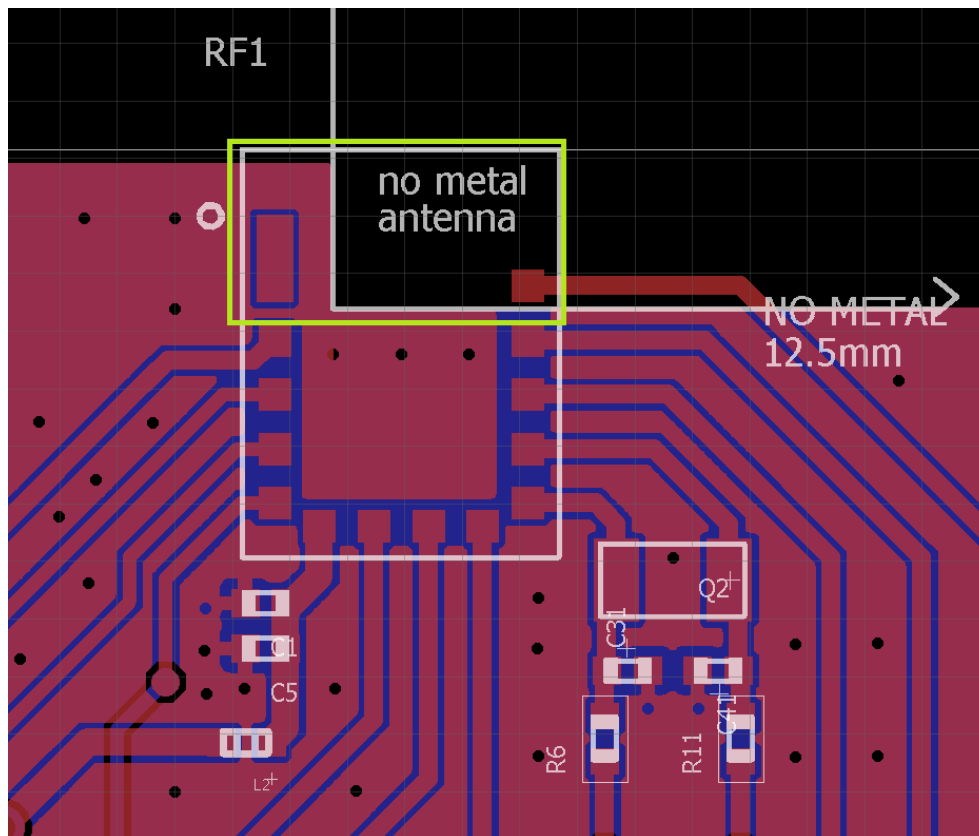 RF1
no metal
antenna
NO METAL
12.5mm
Q2
C31
C1
C5
C41
R6
R11
L2